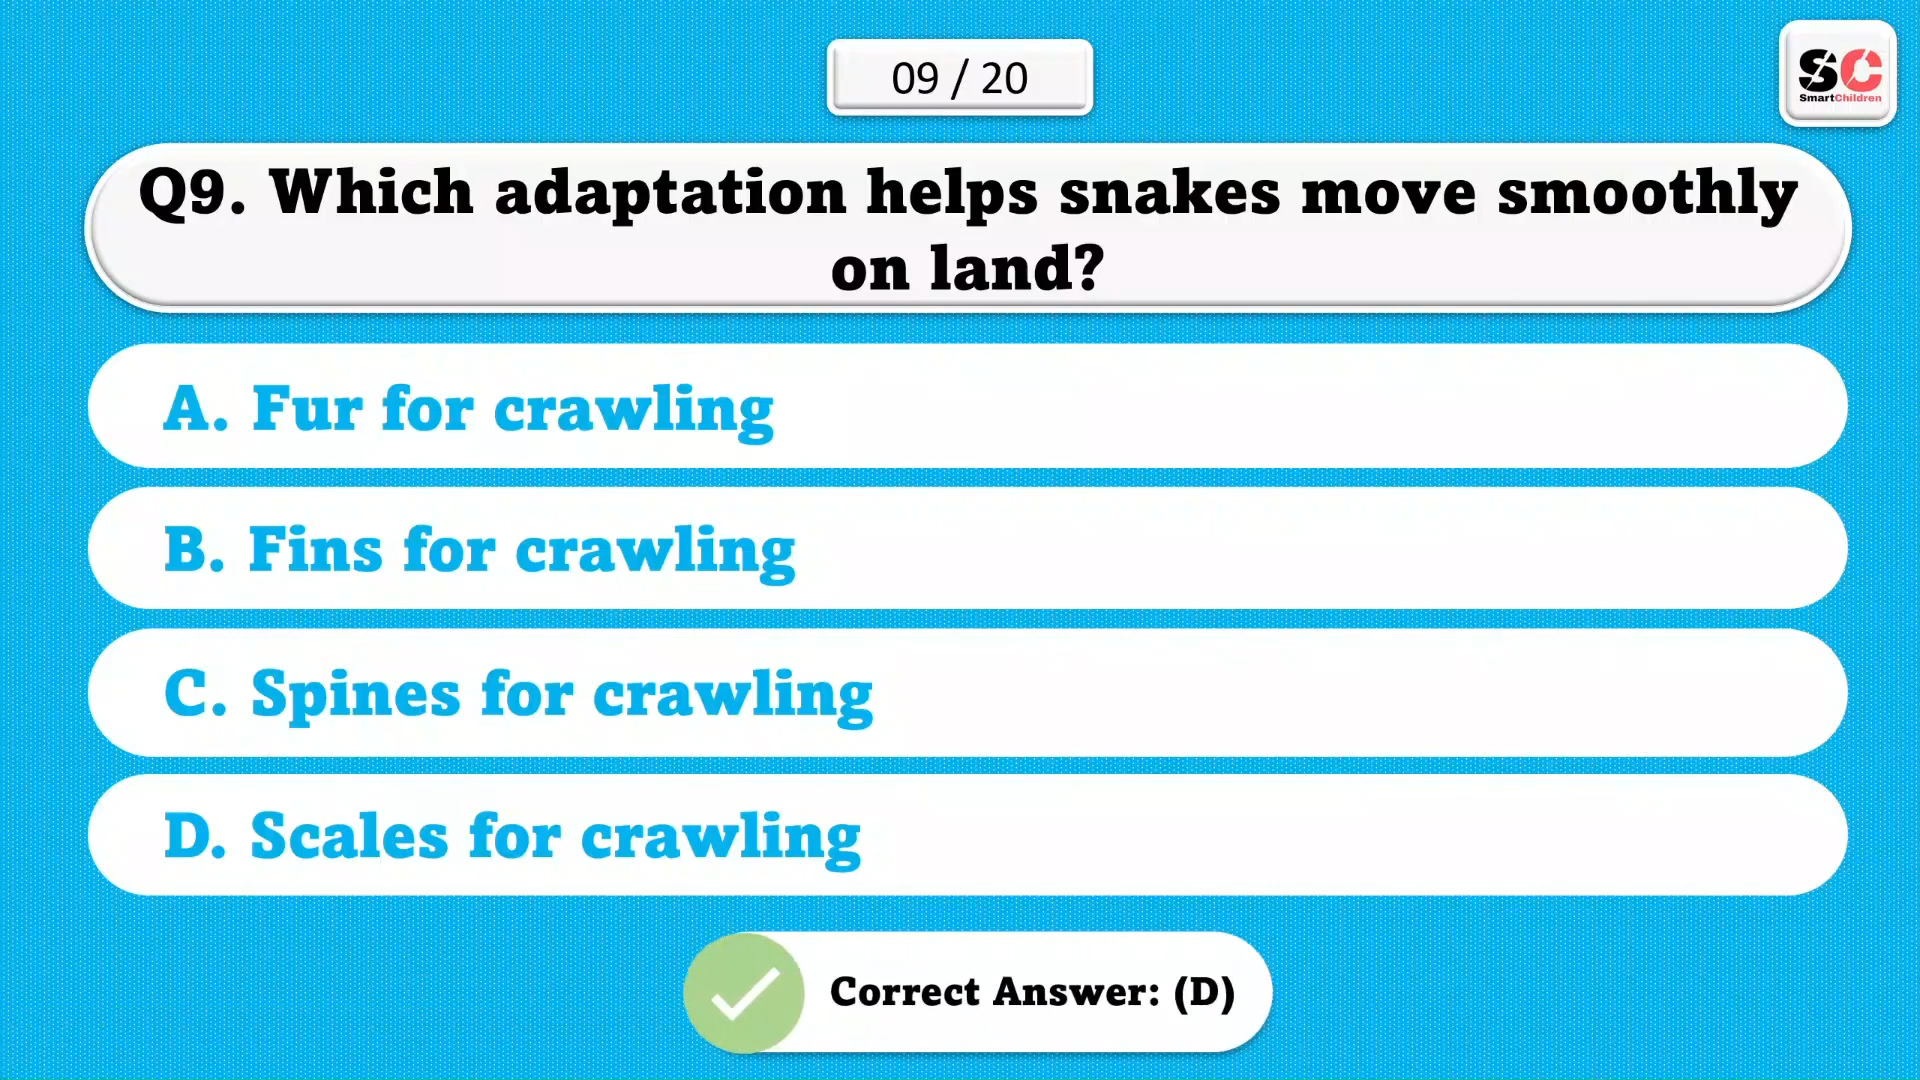 09 / 20
SC
SmartChildren
Q9. Which adaptation helps snakes move smoothly
on land?
A. Fur for crawling
B. Fins for crawling
C. Spines for crawling
D. Scales for crawling
Correct Answer: (D)